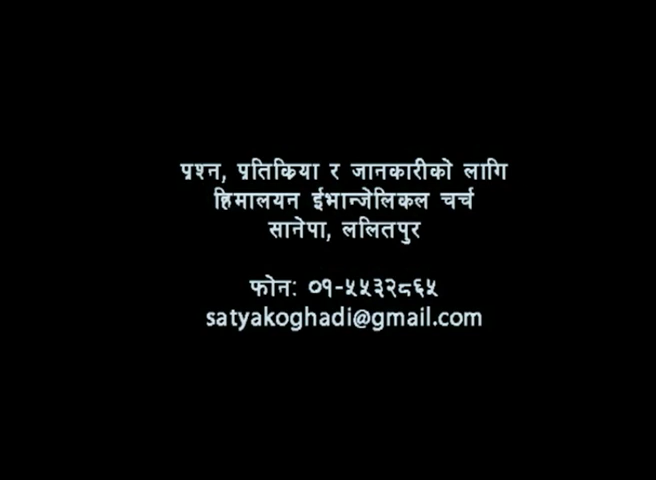 प्रश्न, प्रतिकिया र जानकारीको लागि
हिमालयन ईभान्जेलिकल चर्च
सानेपा, ललितपुर
फोन: ०१-५५३२८६५
satyakoghadi@gmail.com